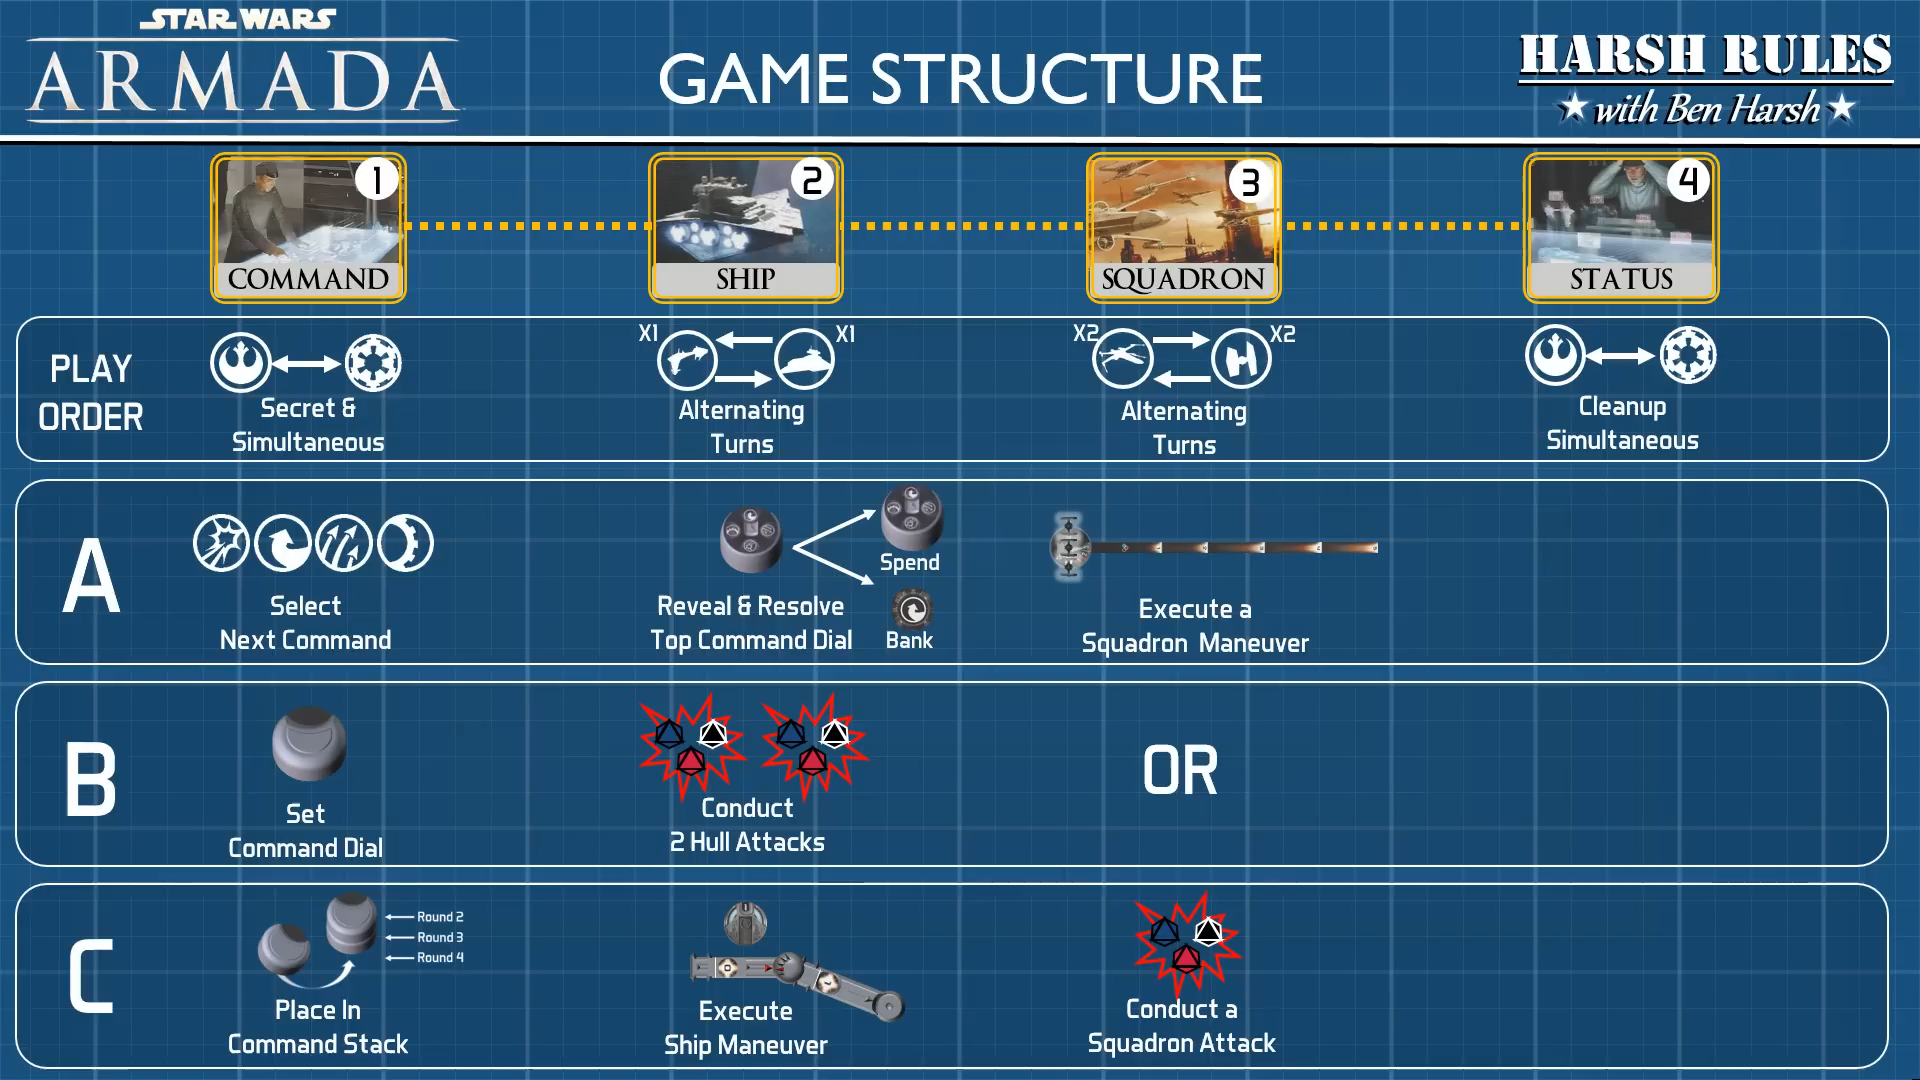 STAR WARS
ARMADA
GAME STRUCTURE
HARSH RULES
with Ben Harsh
1
COMMAND
2
SHIP
3
SQUADRON
4
STATUS
PLAY
ORDER
Secret &
Simultaneous
X1
X1
Alternating
Turns
X2
X2
Alternating
Turns
Cleanup
Simultaneous
A
Select
Next Command
Reveal & Resolve
Top Command Dial
Spend
Bank
Execute a
Squadron Maneuver
B
Set
Command Dial
Conduct
2 Hull Attacks
OR
C
Round 2
Round 3
Round 4
Place In
Command Stack
Execute
Ship Maneuver
Conduct a
Squadron Attack